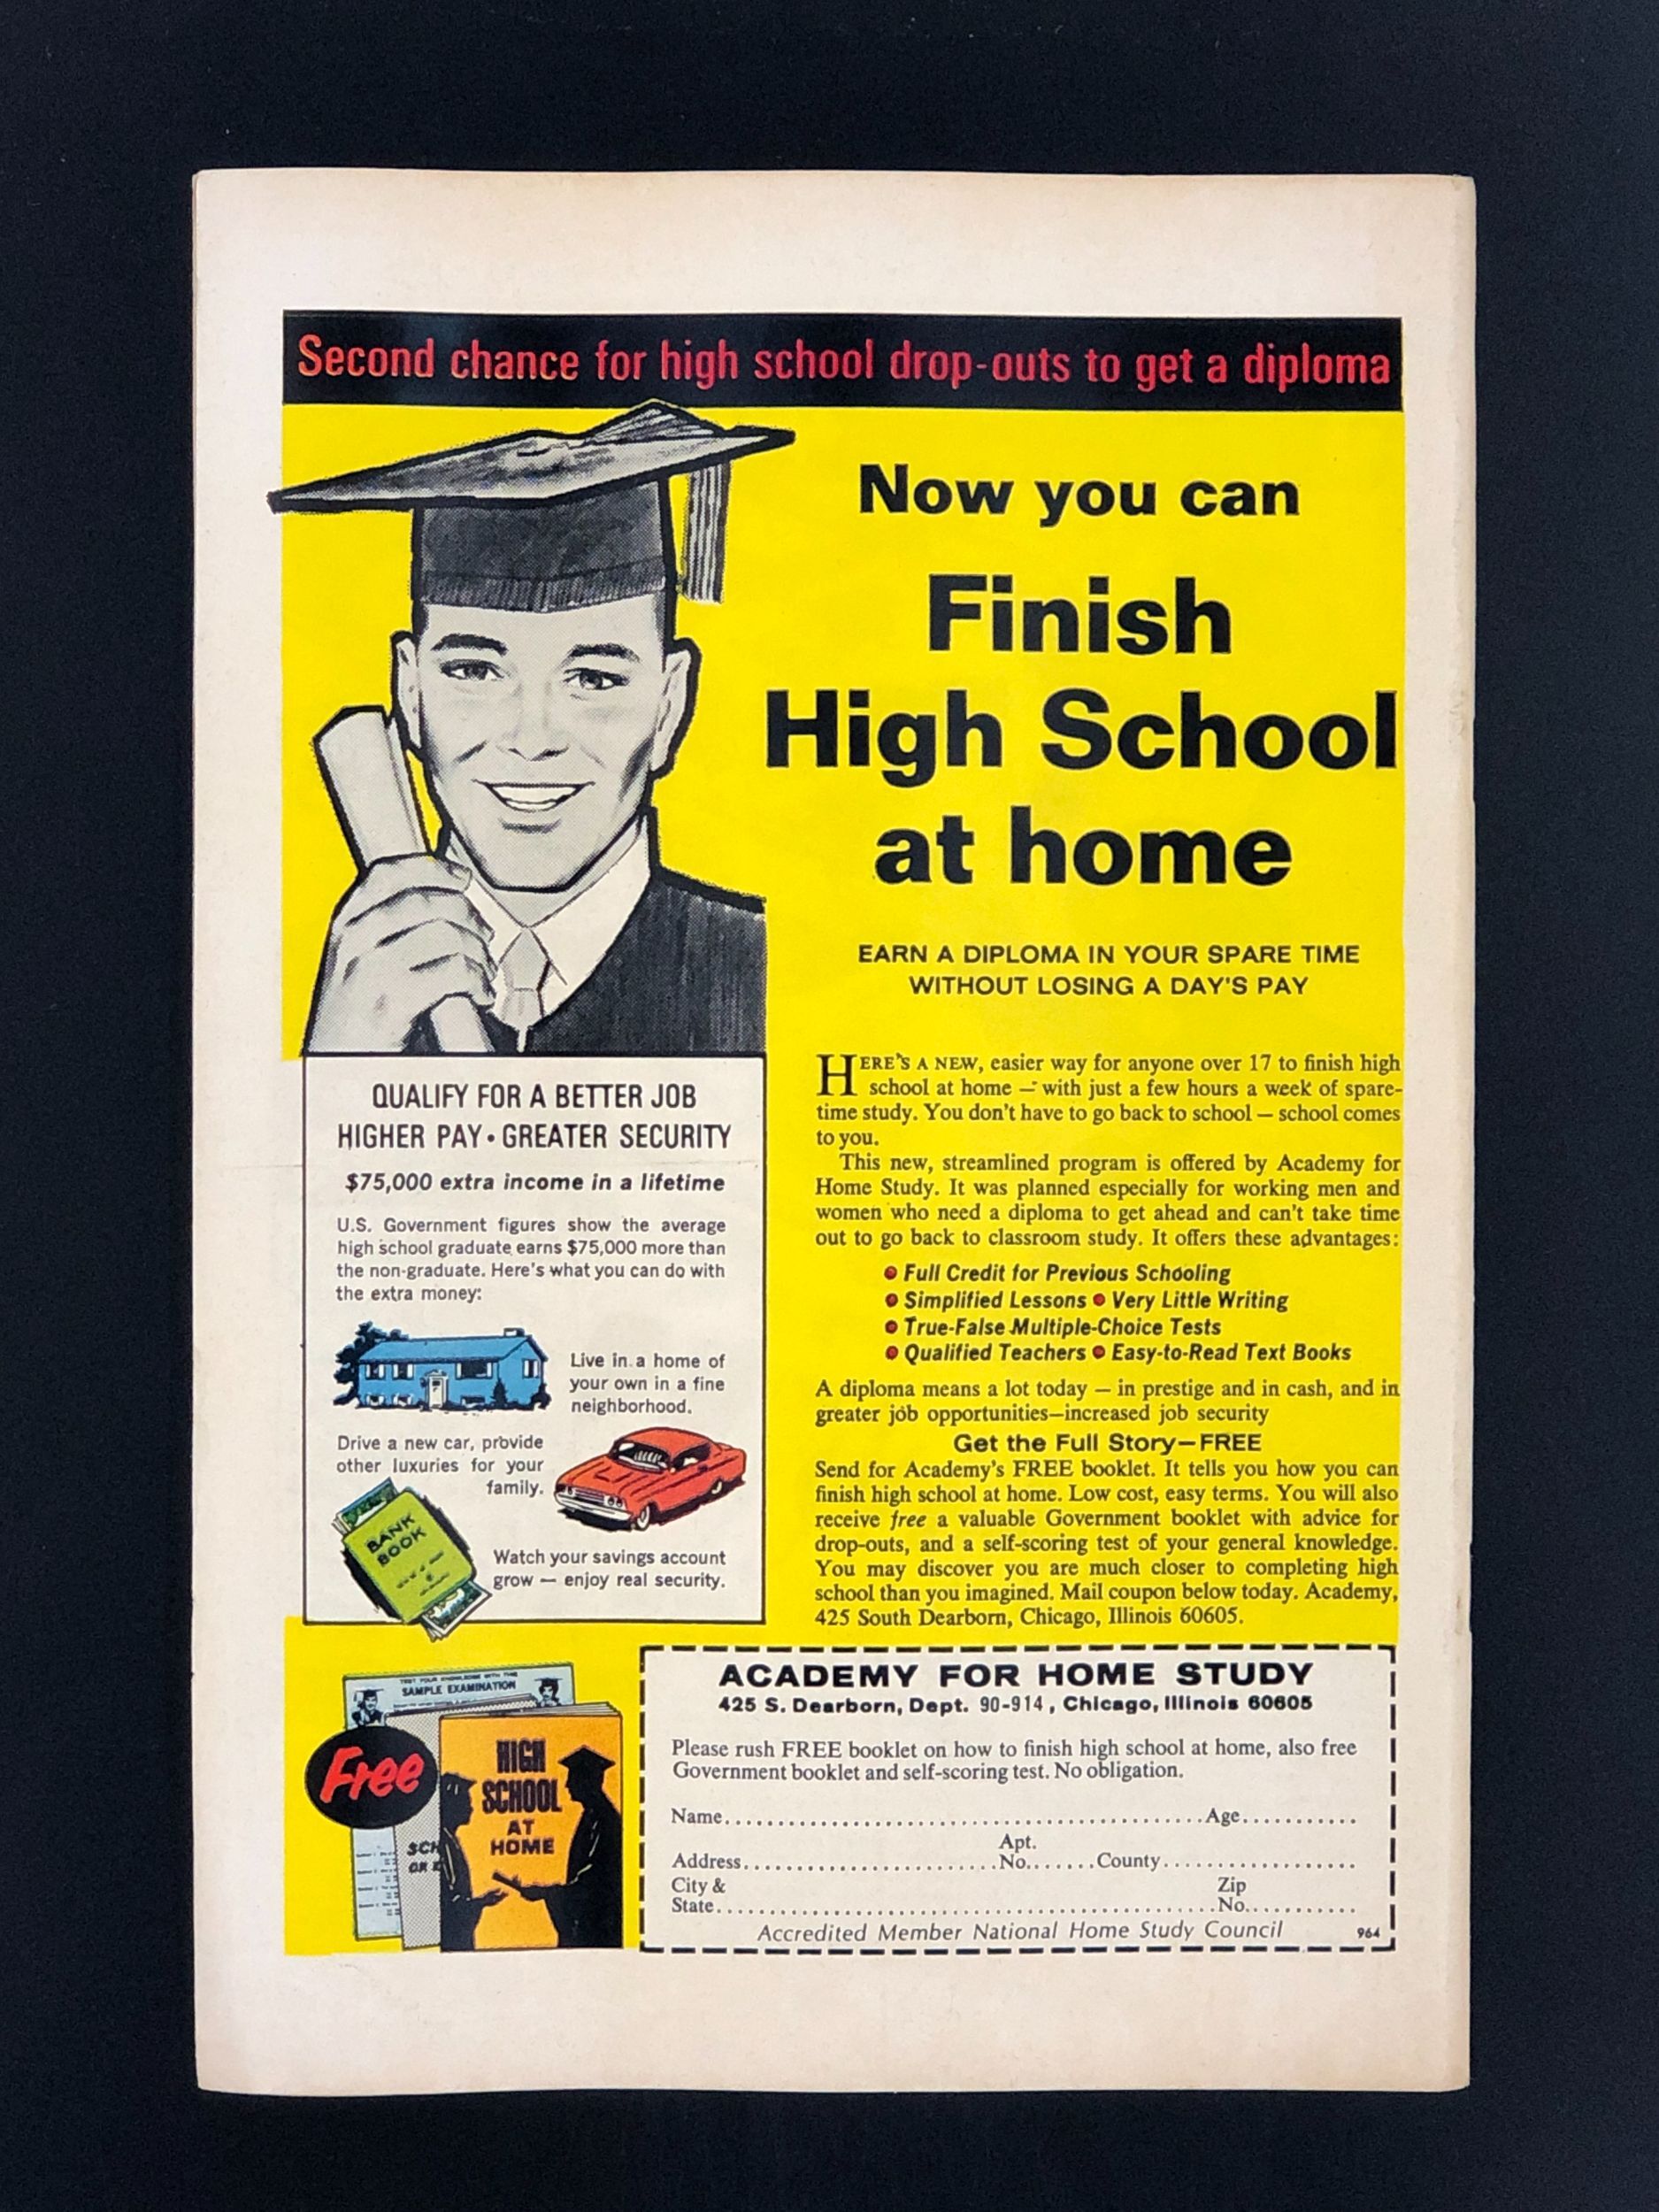 Second chance for high school drop-outs to get a diploma
Now you can
Finish
High School
at home
EARN A DIPLOMA IN YOUR SPARE TIME
WITHOUT LOSING A DAY'S PAY
QUALIFY FOR A BETTER JOB
HIGHER PAY • GREATER SECURITY
$75,000 extra income in a lifetime
U.S. Government figures show the average
high school graduate earns $75,000 more than
the non-graduate. Here's what you can do with
the extra money:
Live in a home of
your own in a fine
neighborhood.
Drive a new car, provide
other luxuries for your
family.
BANK
BOOK
Watch your savings account
grow — enjoy real security.
HERE'S A NEW, easier way for anyone over 17 to finish high
school at home — with just a few hours a week of spare-
time study. You don't have to go back to school — school comes
to you.
This new, streamlined program is offered by Academy for
Home Study. It was planned especially for working men and
women who need a diploma to get ahead and can't take time
out to go back to classroom study. It offers these advantages:
• Full Credit for Previous Schooling
• Simplified Lessons • Very Little Writing
• True-False Multiple-Choice Tests
• Qualified Teachers • Easy-to-Read Text Books
A diploma means a lot today — in prestige and in cash, and in
greater job opportunities—increased job security
Get the Full Story—FREE
Send for Academy's FREE booklet. It tells you how you can
finish high school at home. Low cost, easy terms. You will also
receive free a valuable Government booklet with advice for
drop-outs, and a self-scoring test of your general knowledge.
You may discover you are much closer to completing high
school than you imagined. Mail coupon below today. Academy,
425 South Dearborn, Chicago, Illinois 60605.
TEST YOUR KNOWLEDGE WITH THIS
SAMPLE EXAMINATION
Free
SCH
OR
HIGH
SCHOOL
AT
HOME
ACADEMY FOR HOME STUDY
425 S. Dearborn, Dept. 90-914, Chicago, Illinois 60605
Please rush FREE booklet on how to finish high school at home, also free
Government booklet and self-scoring test. No obligation.
Name.................................................Age............
Apt.
Address..........................No.......County....................
City & Zip
State...................................................No...........
Accredited Member National Home Study Council 964